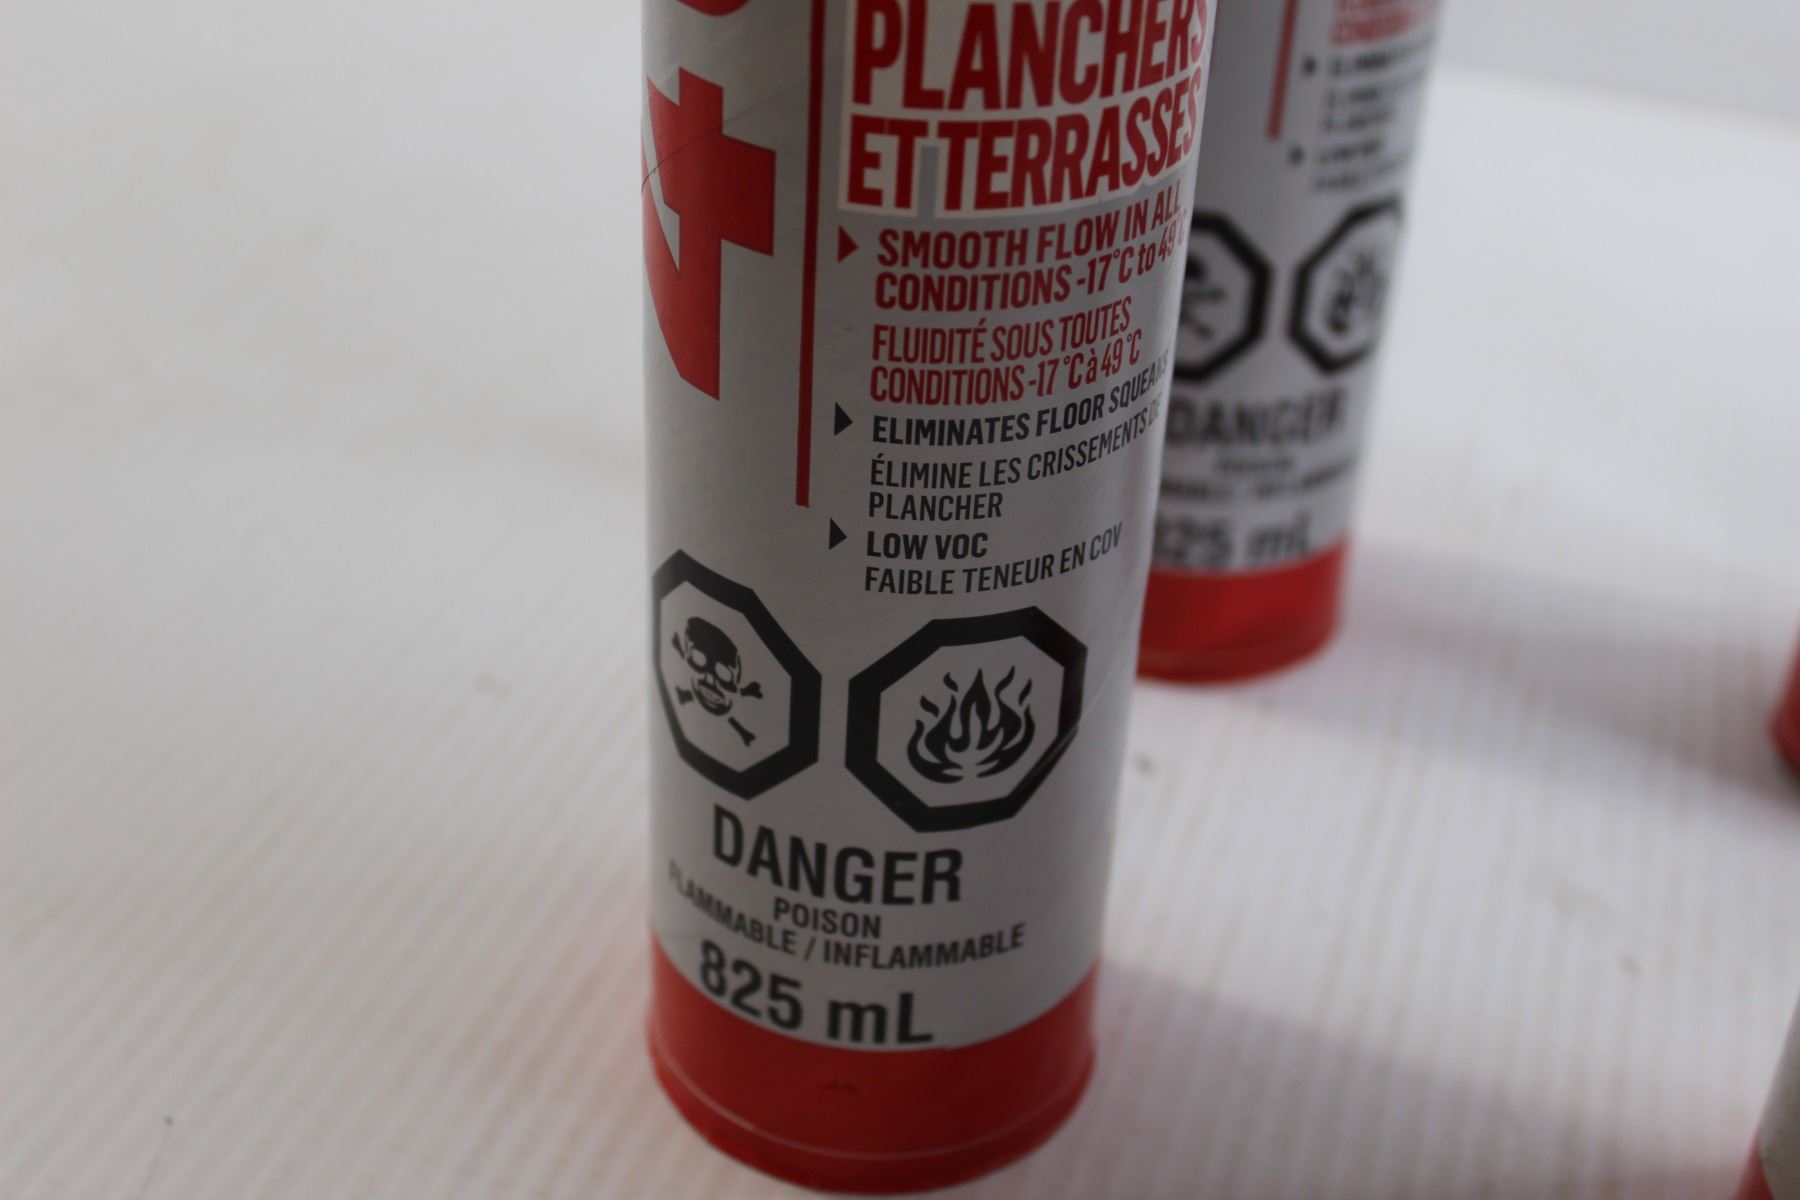 PLANCHERS
ET TERRASSES
SMOOTH FLOW IN ALL
CONDITIONS -17°C to 49°C
FLUIDITÉ SOUS TOUTES
CONDITIONS -17°C à 49°C
ELIMINATES FLOOR SQUEAKS
ÉLIMINE LES CRISSEMENTS DE
PLANCHER
LOW VOC
FAIBLE TENEUR EN COV
DANGER
POISON
FLAMMABLE / INFLAMMABLE
825 mL
DANGER
825 mL